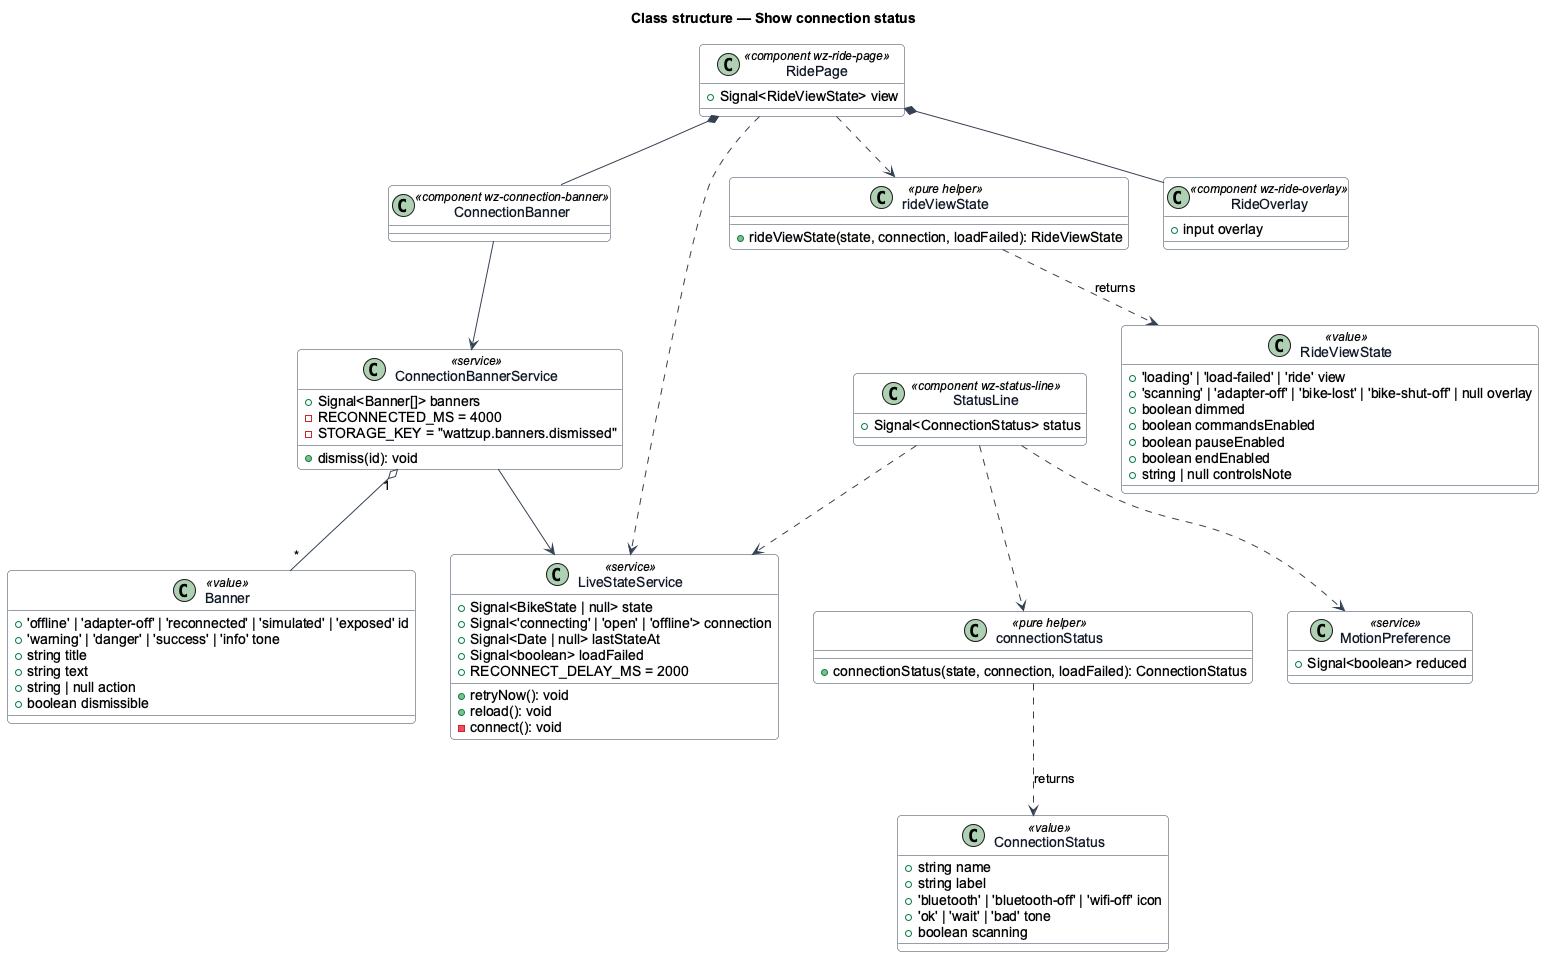 Class structure — Show connection status
C
«component wz-ride-page»
RidePage
Signal<RideViewState> view
C
«component wz-connection-banner»
ConnectionBanner
C
«pure helper»
rideViewState
rideViewState(state, connection, loadFailed): RideViewState
C
«component wz-ride-overlay»
RideOverlay
input overlay
returns
C
«value»
RideViewState
'loading' | 'load-failed' | 'ride' view
'scanning' | 'adapter-off' | 'bike-lost' | 'bike-shut-off' | null overlay
boolean dimmed
boolean commandsEnabled
boolean pauseEnabled
boolean endEnabled
string | null controlsNote
C
«service»
ConnectionBannerService
Signal<Banner[]> banners
RECONNECTED_MS = 4000
STORAGE_KEY = "wattzup.banners.dismissed"
dismiss(id): void
C
«component wz-status-line»
StatusLine
Signal<ConnectionStatus> status
1
*
C
«value»
Banner
'offline' | 'adapter-off' | 'reconnected' | 'simulated' | 'exposed' id
'warning' | 'danger' | 'success' | 'info' tone
string title
string text
string | null action
boolean dismissible
C
«service»
LiveStateService
Signal<BikeState | null> state
Signal<'connecting' | 'open' | 'offline'> connection
Signal<Date | null> lastStateAt
Signal<boolean> loadFailed
RECONNECT_DELAY_MS = 2000
retryNow(): void
reload(): void
connect(): void
C
«pure helper»
connectionStatus
connectionStatus(state, connection, loadFailed): ConnectionStatus
C
«service»
MotionPreference
Signal<boolean> reduced
returns
C
«value»
ConnectionStatus
string name
string label
'bluetooth' | 'bluetooth-off' | 'wifi-off' icon
'ok' | 'wait' | 'bad' tone
boolean scanning